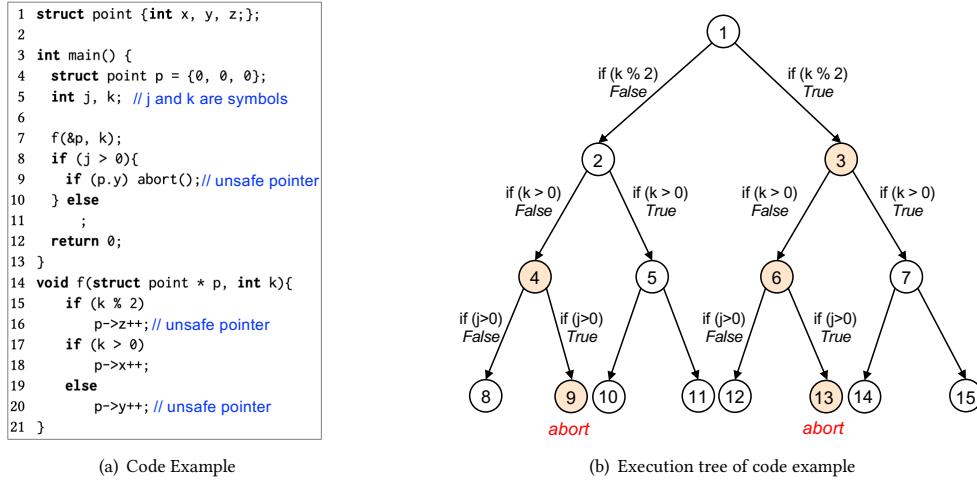 1 struct point {int x, y, z;};
2
3 int main() {
4 struct point p = {0, 0, 0};
5 int j, k; // j and k are symbols
6
7 f(&p, k);
8 if (j > 0){
9 if (p.y) abort();// unsafe pointer
10 } else
11 ;
12 return 0;
13 }
14 void f(struct point * p, int k){
15 if (k % 2)
16 p->z++; // unsafe pointer
17 if (k > 0)
18 p->x++;
19 else
20 p->y++; // unsafe pointer
21 }
(a) Code Example
1
if (k % 2) if (k % 2)
False True
2 3
if (k > 0) if (k > 0) if (k > 0) if (k > 0)
False True False True
4 5 6 7
if (j>0) if (j>0) if (j>0) if (j>0)
False True False True
8 9 10 11 12 13 14 15
abort abort
(b) Execution tree of code example